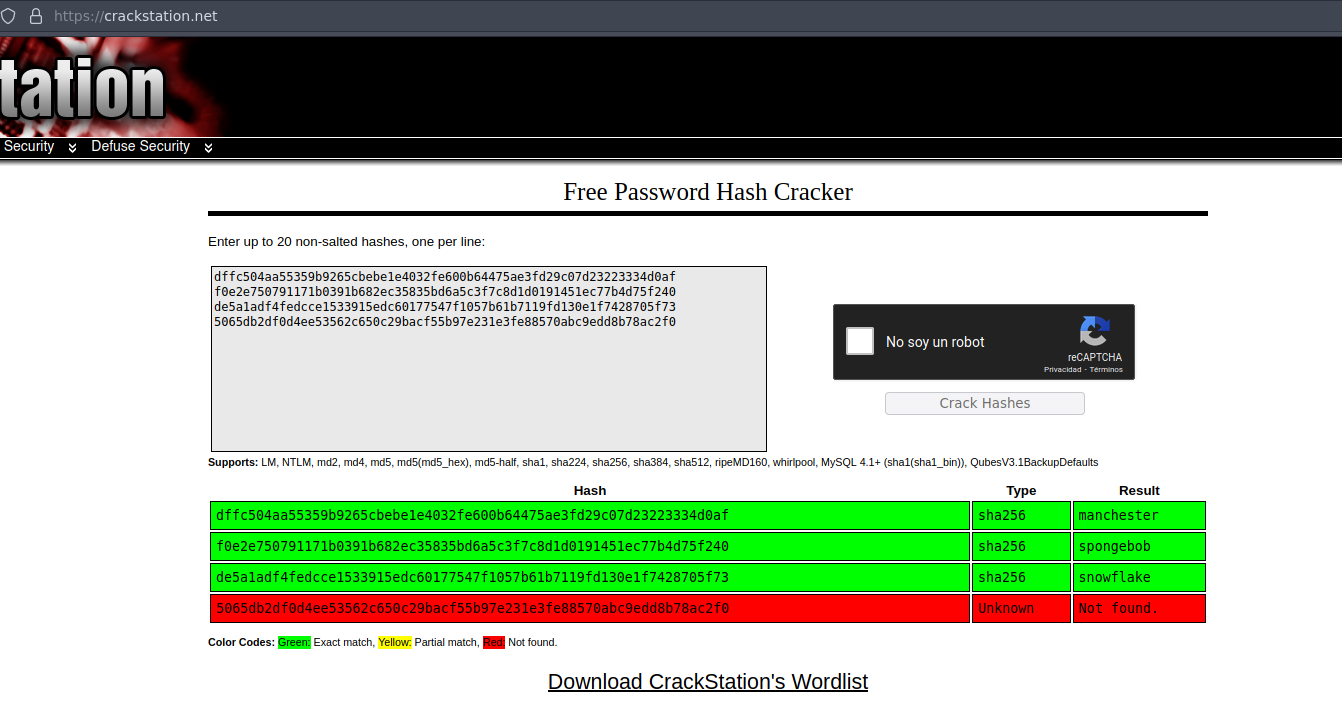 https://crackstation.net
tation
Security Defuse Security
Free Password Hash Cracker
Enter up to 20 non-salted hashes, one per line:
dffc504aa55359b9265cbebe1e4032fe600b64475ae3fd29c07d23223334d0af
f0e2e750791171b0391b682ec35835bd6a5c3f7c8d1d0191451ec77b4d75f240
de5a1adf4fedcce1533915edc60177547f1057b61b7119fd130e1f7428705f73
5065db2df0d4ee53562c650c29bacf55b97e231e3fe88570abc9edd8b78ac2f0
No soy un robot
reCAPTCHA
Privacidad - Términos
Crack Hashes
Supports: LM, NTLM, md2, md4, md5, md5(md5_hex), md5-half, sha1, sha224, sha256, sha384, sha512, ripeMD160, whirlpool, MySQL 4.1+ (sha1(sha1_bin)), QubesV3.1BackupDefaults
Hash Type Result
dffc504aa55359b9265cbebe1e4032fe600b64475ae3fd29c07d23223334d0af sha256 manchester
f0e2e750791171b0391b682ec35835bd6a5c3f7c8d1d0191451ec77b4d75f240 sha256 spongebob
de5a1adf4fedcce1533915edc60177547f1057b61b7119fd130e1f7428705f73 sha256 snowflake
5065db2df0d4ee53562c650c29bacf55b97e231e3fe88570abc9edd8b78ac2f0 Unknown Not found.
Color Codes: Green: Exact match, Yellow: Partial match, Red: Not found.
Download CrackStation's Wordlist